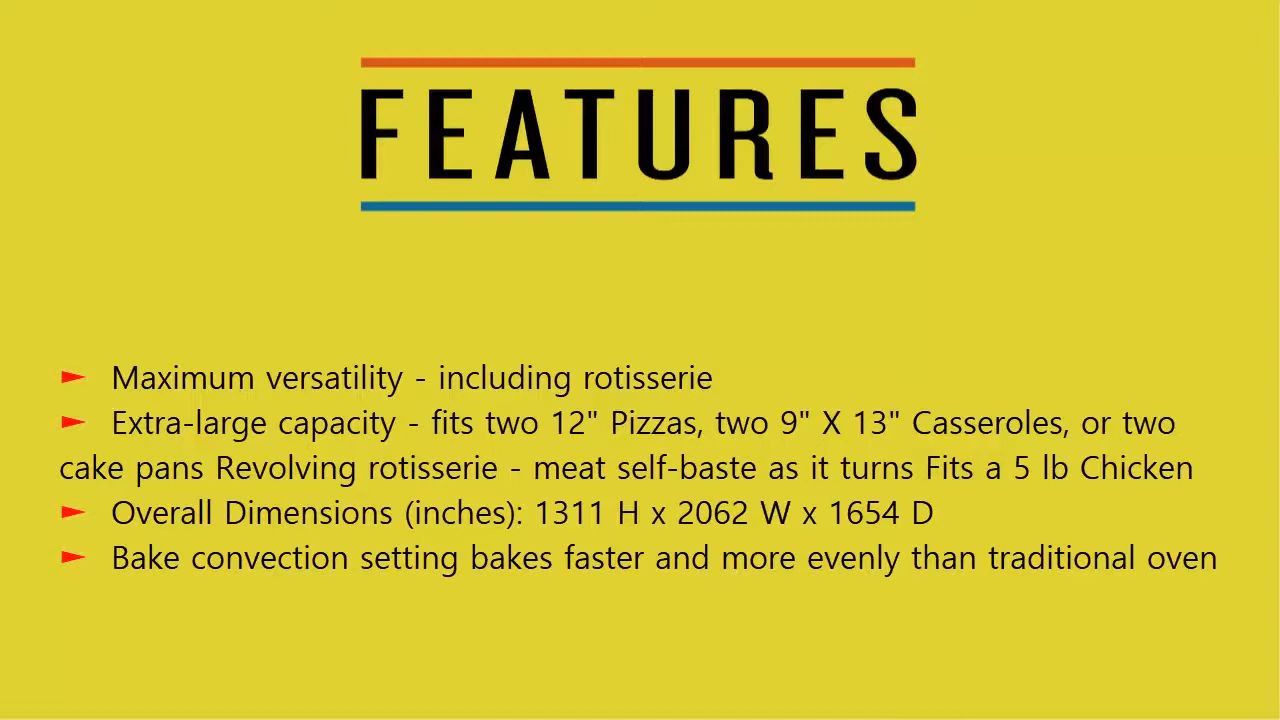 FEATURES
► Maximum versatility - including rotisserie
► Extra-large capacity - fits two 12" Pizzas, two 9" X 13" Casseroles, or two
cake pans Revolving rotisserie - meat self-baste as it turns Fits a 5 lb Chicken
► Overall Dimensions (inches): 1311 H x 2062 W x 1654 D
► Bake convection setting bakes faster and more evenly than traditional oven